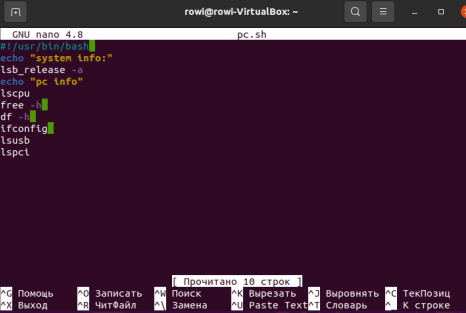 rowi@rowi-VirtualBox: ~
GNU nano 4.8 pc.sh
#!/usr/bin/bash
echo "system info:"
lsb_release -a
echo "pc info"
lscpu
free -h
df -h
ifconfig
lsusb
lspci
[ Прочитано 10 строк ]
^G Помощь ^O Записать ^W Поиск ^K Вырезать ^J Выровнять ^C ТекПозиц
^X Выход ^R ЧитФайл ^\ Замена ^U Paste Text ^T Словарь ^_ К строке